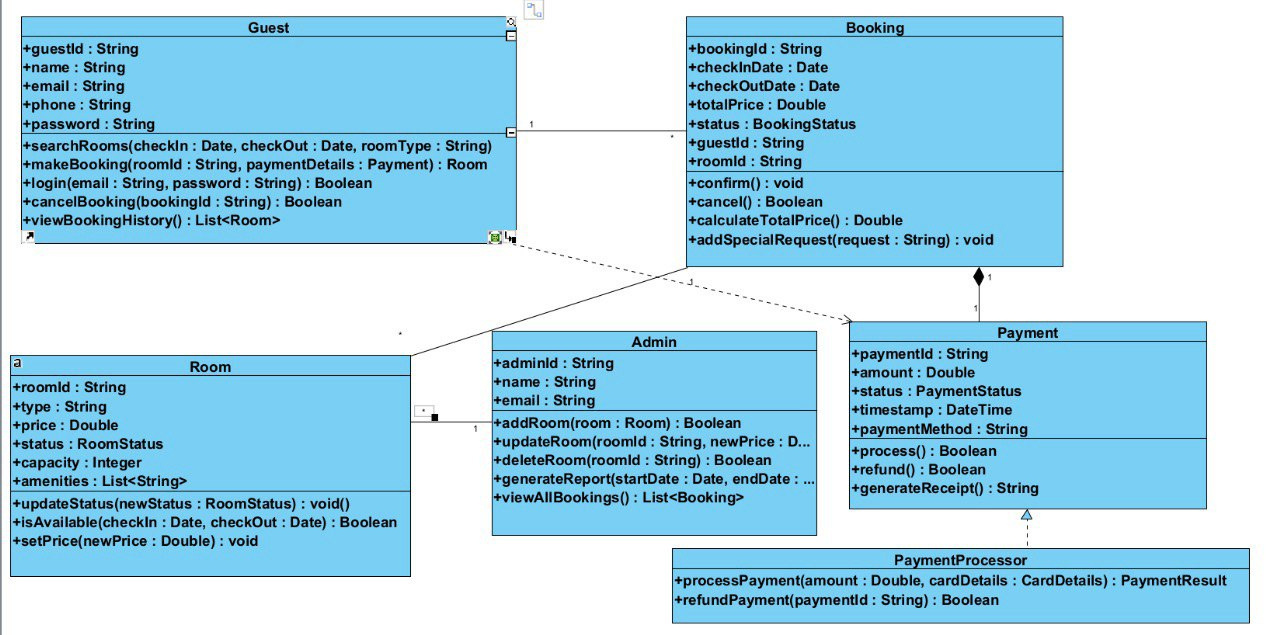 Guest
+guestId : String
+name : String
+email : String
+phone : String
+password : String
+searchRooms(checkIn : Date, checkOut : Date, roomType : String)
+makeBooking(roomId : String, paymentDetails : Payment) : Room
+login(email : String, password : String) : Boolean
+cancelBooking(bookingId : String) : Boolean
+viewBookingHistory() : List<Room>
1
*
Booking
+bookingId : String
+checkInDate : Date
+checkOutDate : Date
+totalPrice : Double
+status : BookingStatus
+guestId : String
+roomId : String
+confirm() : void
+cancel() : Boolean
+calculateTotalPrice() : Double
+addSpecialRequest(request : String) : void
1
1
1
*
a
Room
+roomId : String
+type : String
+price : Double
+status : RoomStatus
+capacity : Integer
+amenities : List<String>
+updateStatus(newStatus : RoomStatus) : void()
+isAvailable(checkIn : Date, checkOut : Date) : Boolean
+setPrice(newPrice : Double) : void
*
1
Admin
+adminId : String
+name : String
+email : String
+addRoom(room : Room) : Boolean
+updateRoom(roomId : String, newPrice : D...
+deleteRoom(roomId : String) : Boolean
+generateReport(startDate : Date, endDate : ...
+viewAllBookings() : List<Booking>
Payment
+paymentId : String
+amount : Double
+status : PaymentStatus
+timestamp : DateTime
+paymentMethod : String
+process() : Boolean
+refund() : Boolean
+generateReceipt() : String
PaymentProcessor
+processPayment(amount : Double, cardDetails : CardDetails) : PaymentResult
+refundPayment(paymentId : String) : Boolean